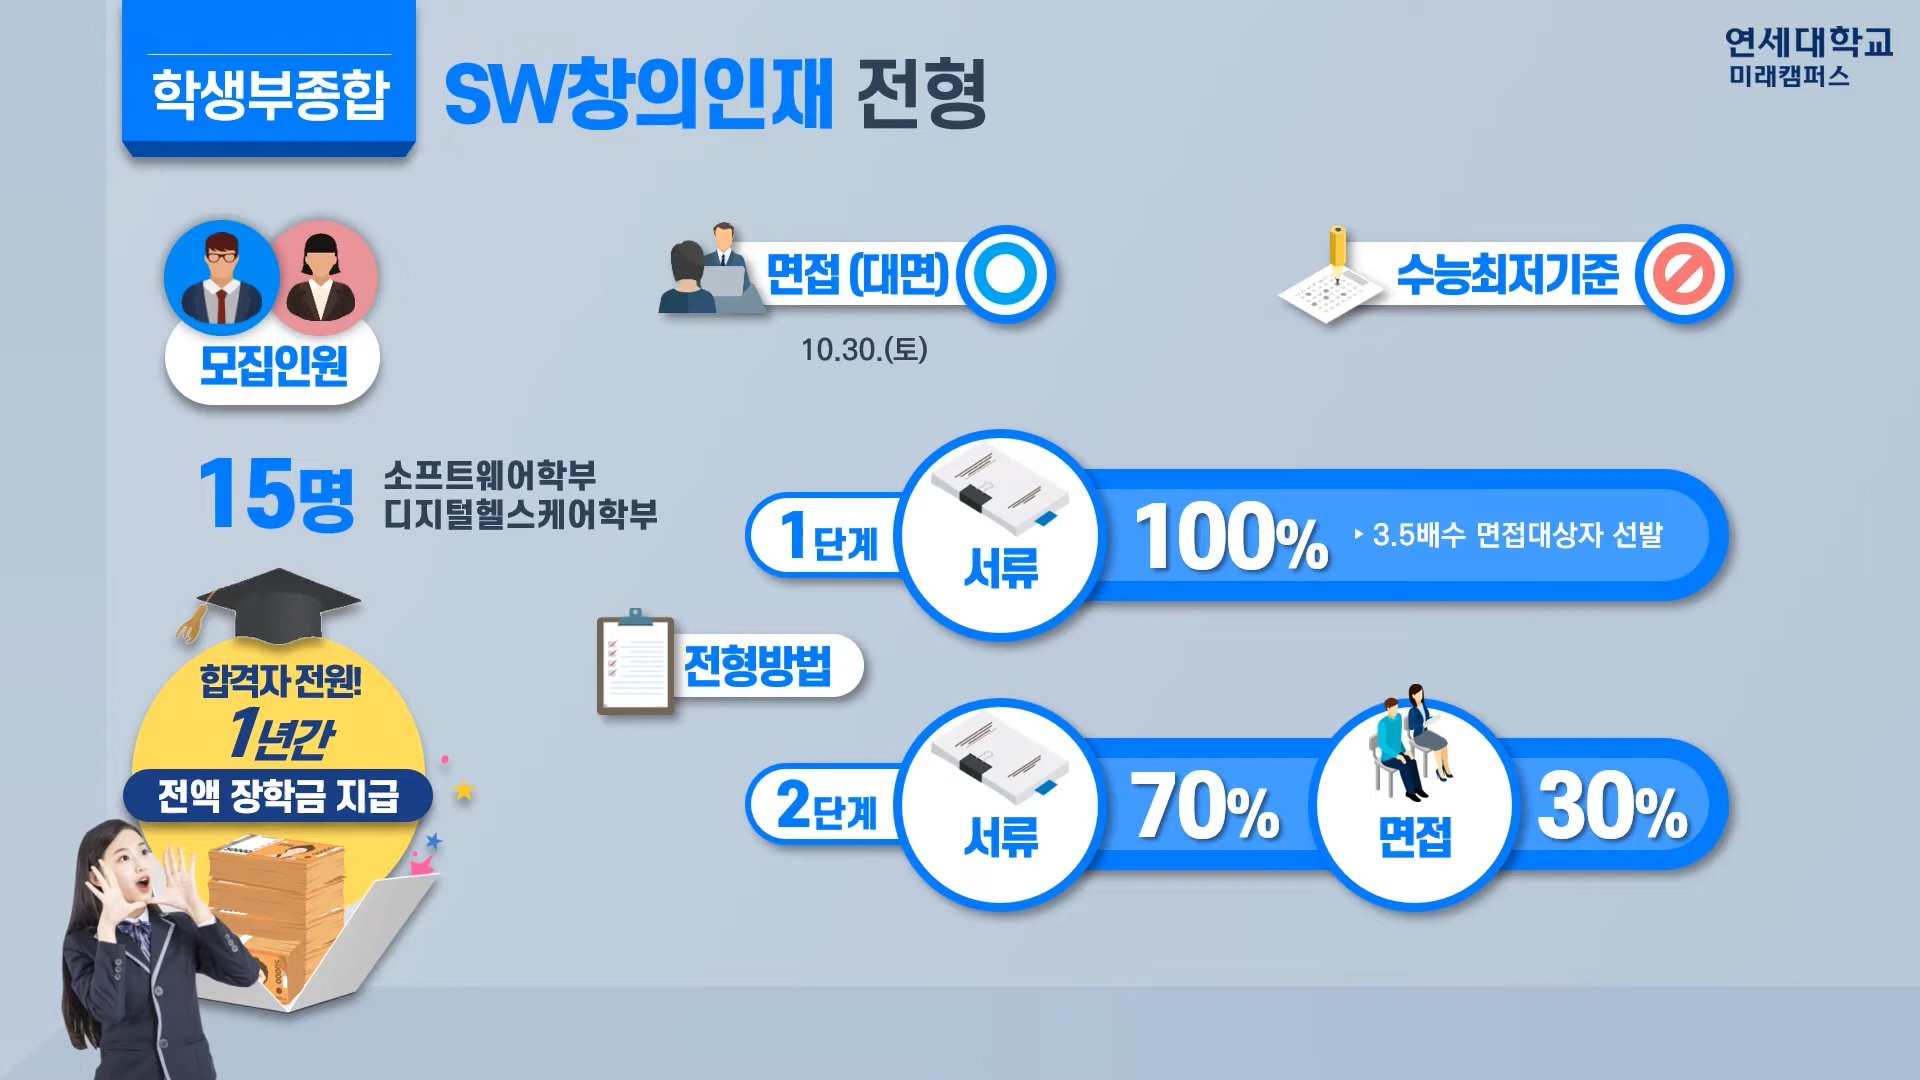 학생부종합
SW창의인재 전형
연세대학교
미래캠퍼스
모집인원
15명
소프트웨어학부
디지털헬스케어학부
면접 (대면)
10.30.(토)
수능최저기준
합격자 전원!
1년간
전액 장학금 지급
전형방법
1단계
서류
100%
3.5배수 면접대상자 선발
2단계
서류
70%
면접
30%
50000